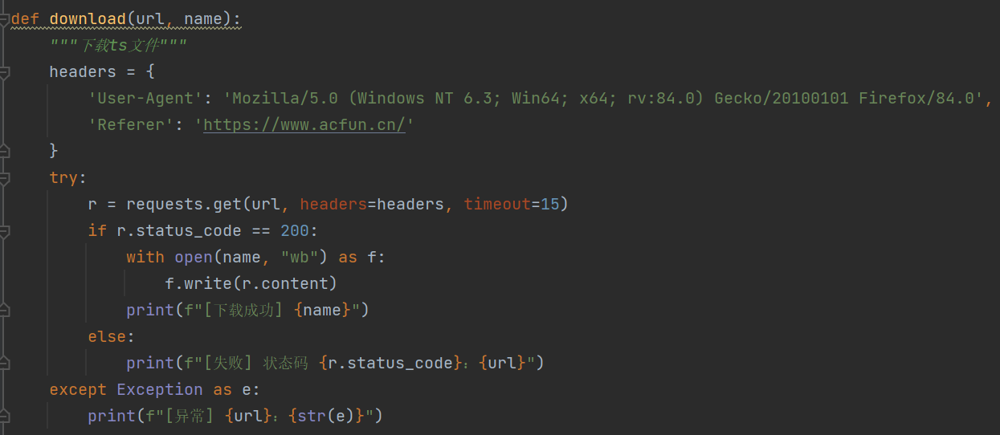 def download(url, name):
    """下载ts文件"""
    headers = {
        'User-Agent': 'Mozilla/5.0 (Windows NT 6.3; Win64; x64; rv:84.0) Gecko/20100101 Firefox/84.0',
        'Referer': 'https://www.acfun.cn/'
    }
    try:
        r = requests.get(url, headers=headers, timeout=15)
        if r.status_code == 200:
            with open(name, "wb") as f:
                f.write(r.content)
            print(f"[下载成功] {name}")
        else:
            print(f"[失败] 状态码 {r.status_code}：{url}")
    except Exception as e:
        print(f"[异常] {url}：{str(e)}")